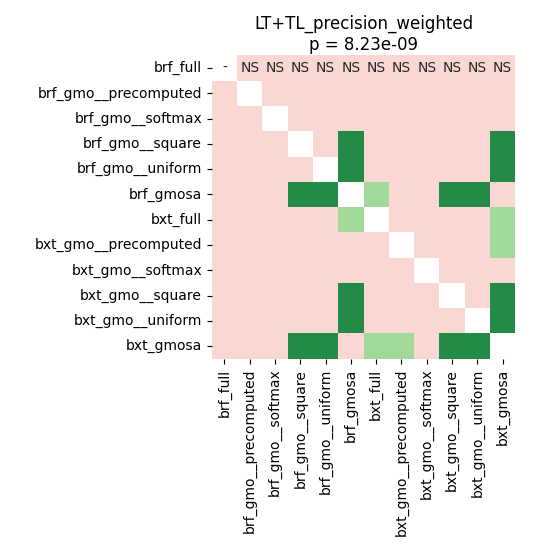 LT+TL_precision_weighted
p = 8.23e-09
brf_full - NS NS NS NS NS NS NS NS NS NS NS
brf_gmo__precomputed
brf_gmo__softmax
brf_gmo__square
brf_gmo__uniform
brf_gmosa
bxt_full
bxt_gmo__precomputed
bxt_gmo__softmax
bxt_gmo__square
bxt_gmo__uniform
bxt_gmosa
brf_full
brf_gmo__precomputed
brf_gmo__softmax
brf_gmo__square
brf_gmo__uniform
brf_gmosa
bxt_full
bxt_gmo__precomputed
bxt_gmo__softmax
bxt_gmo__square
bxt_gmo__uniform
bxt_gmosa